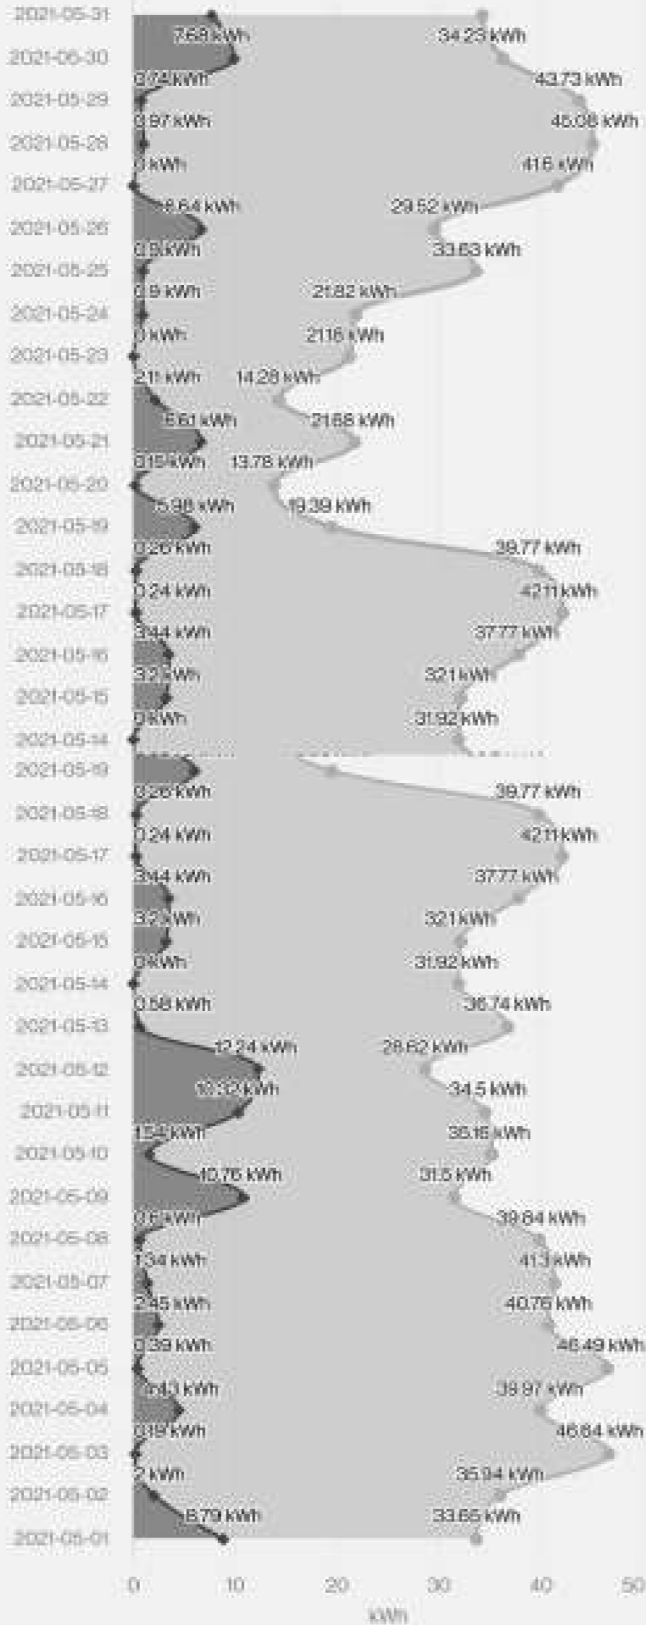 2021-05-31
7.68 kWh 34.23 kWh
2021-05-30
0.74 kWh 43.73 kWh
2021-05-29
0.97 kWh 45.08 kWh
2021-05-28
0 kWh 41.6 kWh
2021-05-27
6.64 kWh 29.52 kWh
2021-05-26
0.9 kWh 33.63 kWh
2021-05-25
0.9 kWh 21.82 kWh
2021-05-24
0 kWh 21.16 kWh
2021-05-23
2.11 kWh 14.28 kWh
2021-05-22
6.61 kWh 21.68 kWh
2021-05-21
0.15 kWh 13.78 kWh
2021-05-20
5.98 kWh 19.39 kWh
2021-05-19
0.26 kWh 39.77 kWh
2021-05-18
0.24 kWh 42.11 kWh
2021-05-17
3.44 kWh 37.77 kWh
2021-05-16
3.2 kWh 32.1 kWh
2021-05-15
0 kWh 31.92 kWh
2021-05-14
2021-05-19
0.26 kWh 39.77 kWh
2021-05-18
0.24 kWh 42.11 kWh
2021-05-17
3.44 kWh 37.77 kWh
2021-05-16
3.2 kWh 32.1 kWh
2021-05-15
0 kWh 31.92 kWh
2021-05-14
0.58 kWh 36.74 kWh
2021-05-13
12.24 kWh 28.62 kWh
2021-05-12
10.32 kWh 34.5 kWh
2021-05-11
1.54 kWh 35.16 kWh
2021-05-10
10.76 kWh 31.5 kWh
2021-05-09
0.6 kWh 39.84 kWh
2021-05-08
1.34 kWh 41.3 kWh
2021-05-07
2.45 kWh 40.75 kWh
2021-05-06
0.39 kWh 46.49 kWh
2021-05-05
4.43 kWh 39.97 kWh
2021-05-04
0.19 kWh 46.64 kWh
2021-05-03
2 kWh 35.94 kWh
2021-05-02
8.79 kWh 33.65 kWh
2021-05-01
0 10 20 30 40 50
kWh